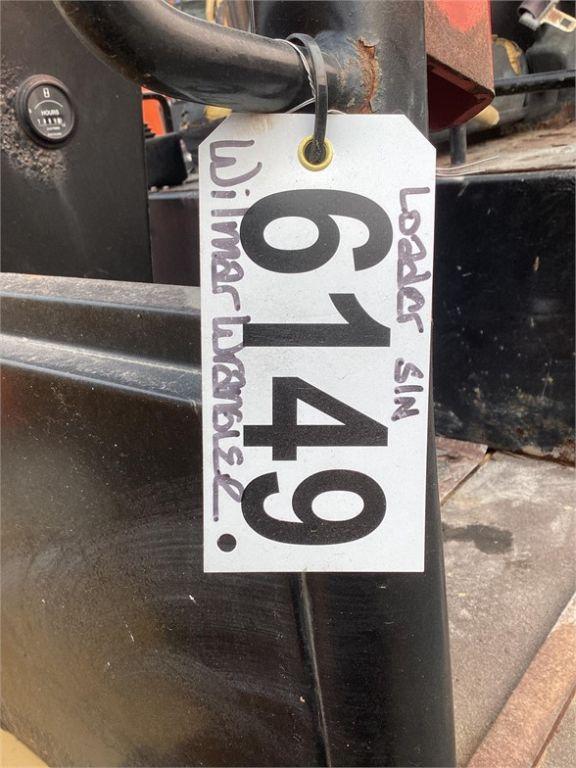 Loader S/N
6149
Wilmar Wrangler
HOURS